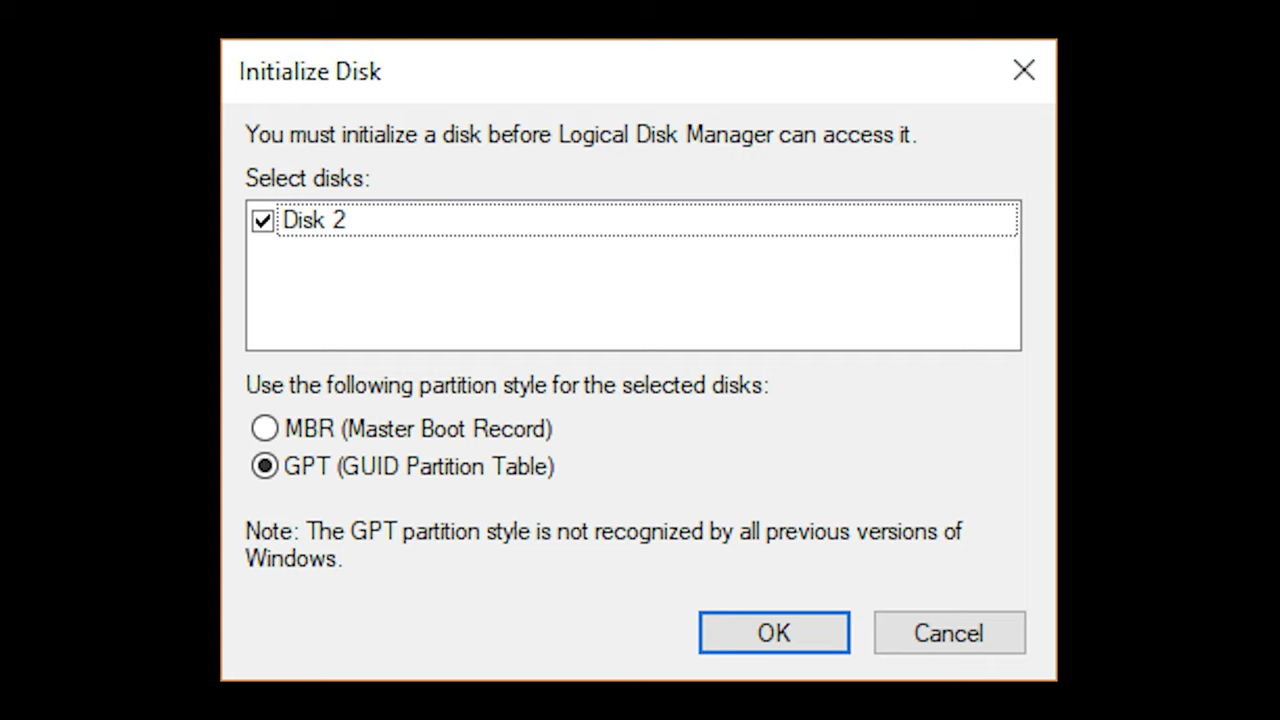 Initialize Disk
You must initialize a disk before Logical Disk Manager can access it.
Select disks:
Disk 2
Use the following partition style for the selected disks:
MBR (Master Boot Record)
GPT (GUID Partition Table)
Note: The GPT partition style is not recognized by all previous versions of
Windows.
OK
Cancel